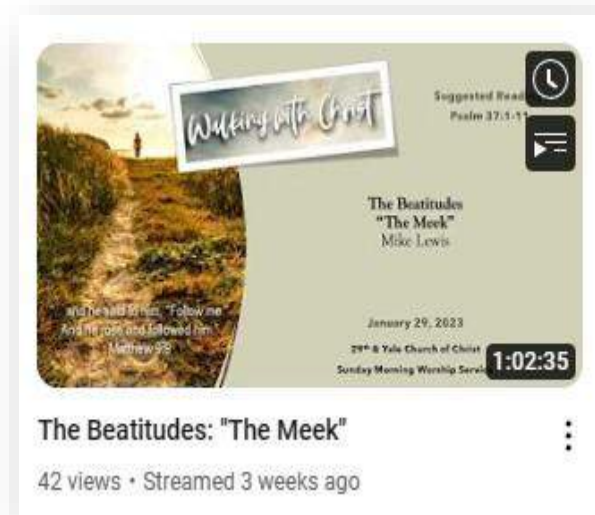 Walking with Christ
Suggested Read
Psalm 37:1-11
The Beatitudes
"The Meek"
Mike Lewis
and he said to him, "Follow me
And he rose and followed him."
Matthew 9:9
January 29, 2023
29th & Yale Church of Christ
Sunday Morning Worship Servic
1:02:35
The Beatitudes: "The Meek"
42 views • Streamed 3 weeks ago